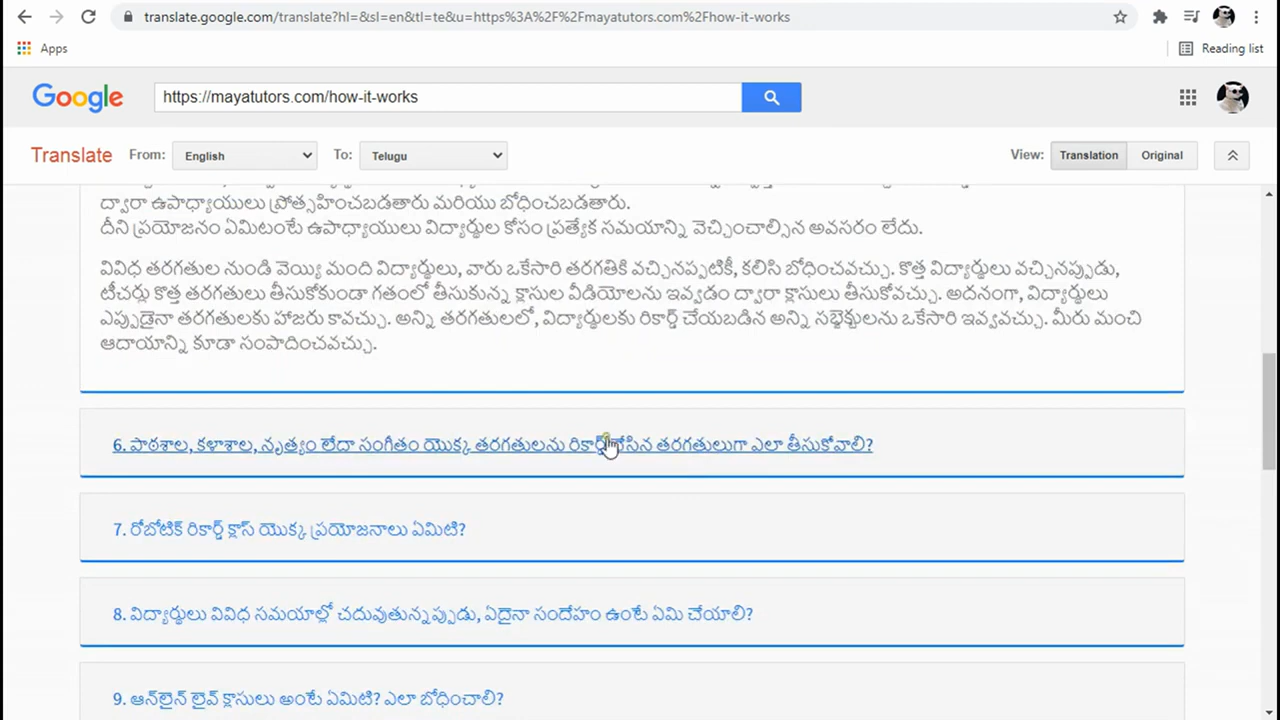 translate.google.com/translate?hl=&sl=en&tl=te&u=https%3A%2F%2Fmayatutors.com%2Fhow-it-works
Apps
Reading list
Google
https://mayatutors.com/how-it-works
Translate From: English To: Telugu View: Translation Original
ద్వారా ఉపాధ్యాయులు ప్రోత్సహించబడతారు మరియు బోధించబడతారు.
దీని ప్రయోజనం ఏమిటంటే ఉపాధ్యాయులు విద్యార్థుల కోసం ప్రత్యేక సమయాన్ని వెచ్చించాల్సిన అవసరం లేదు.
వివిధ తరగతుల నుండి వెయ్యి మంది విద్యార్థులు, వారు ఒకేసారి తరగతికి వచ్చినప్పటికీ, కలిసి బోధించవచ్చు. కొత్త విద్యార్థులు వచ్చినప్పుడు,
టీచర్లు కొత్త తరగతులు తీసుకోకుండా గతంలో తీసుకున్న క్లాసుల వీడియోలను ఇవ్వడం ద్వారా క్లాసులు తీసుకోవచ్చు. అదనంగా, విద్యార్థులు
ఎప్పుడైనా తరగతులకు హాజరు కావచ్చు. అన్ని తరగతులలో, విద్యార్థులకు రికార్డ్ చేయబడిన అన్ని సబ్జెక్టులను ఒకేసారి ఇవ్వవచ్చు. మీరు మంచి
ఆదాయాన్ని కూడా సంపాదించవచ్చు.
6. పాఠశాల, కళాశాల, నృత్యం లేదా సంగీతం యొక్క తరగతులను తరగతులుగా ఎలా తీసుకోవాలి?
7. రోబోటిక్ రికార్డ్ క్లాస్ యొక్క ప్రయోజనాలు ఏమిటి?
8. విద్యార్థులు వివిధ సమయాల్లో చదువుతున్నప్పుడు, ఏదైనా సందేహం ఉంటే ఏమి చేయాలి?
9. ఆన్‌లైన్ లైవ్ క్లాసులు అంటే ఏమిటి? ఎలా బోధించాలి?